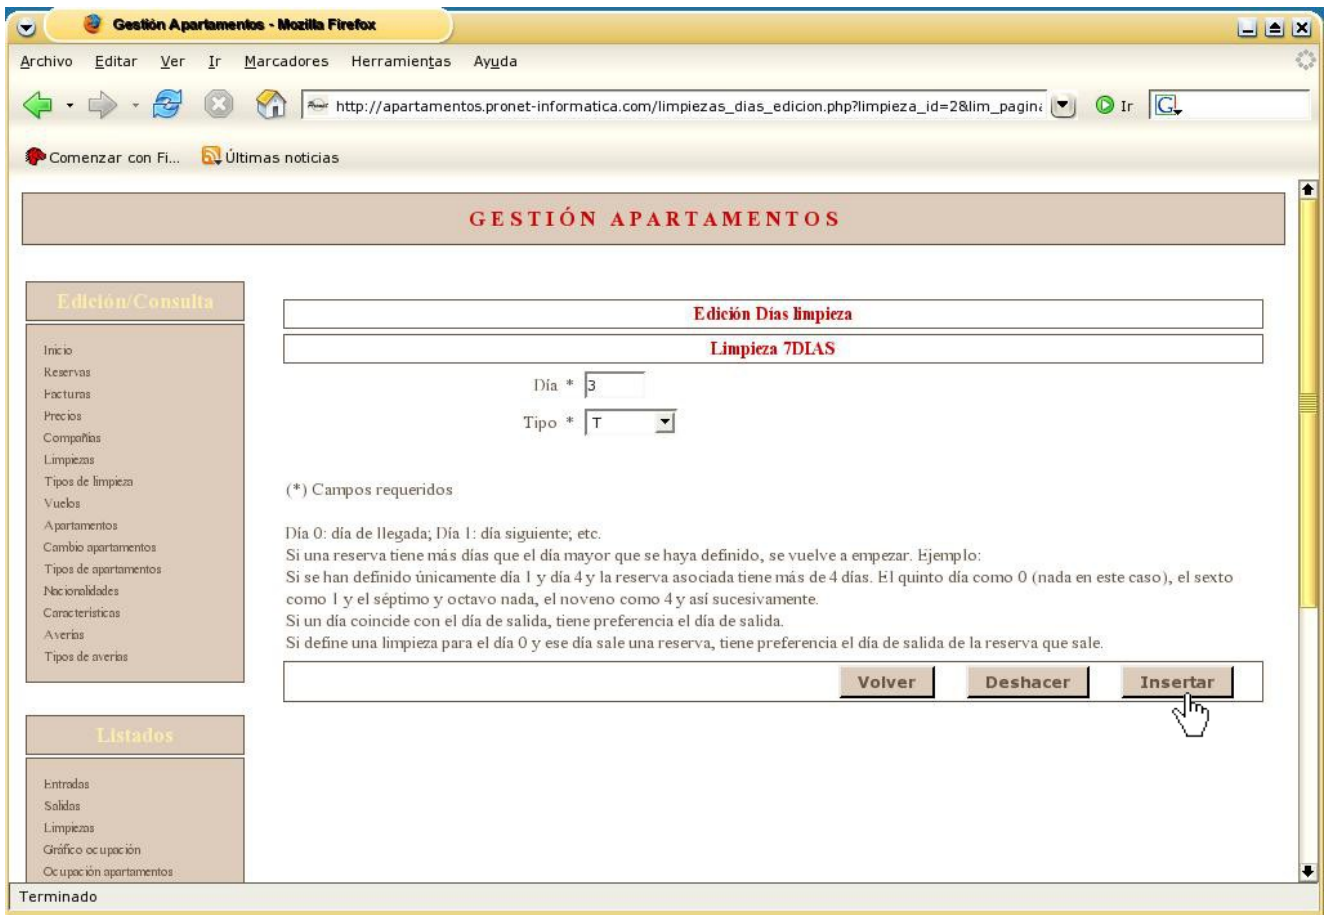 Gestión Apartamentos - Mozilla Firefox
Archivo Editar Ver Ir Marcadores Herramientas Ayuda
http://apartamentos.pronet-informatica.com/limpiezas_dias_edicion.php?limpieza_id=2&lim_pagina Ir G
Comenzar con Fi... Últimas noticias
GESTIÓN APARTAMENTOS
Edición/Consulta
Inicio
Reservas
Facturas
Precios
Compañías
Limpiezas
Tipos de limpieza
Vuelos
Apartamentos
Cambio apartamentos
Tipos de apartamentos
Nacionalidades
Características
Averías
Tipos de averías
Listados
Entradas
Salidas
Limpiezas
Gráfico ocupación
Ocupación apartamentos
Edición Días limpieza
Limpieza 7DIAS
Día * 3
Tipo * T
(*) Campos requeridos
Día 0: día de llegada; Día 1: día siguiente; etc.
Si una reserva tiene más días que el día mayor que se haya definido, se vuelve a empezar. Ejemplo:
Si se han definido únicamente día 1 y día 4 y la reserva asociada tiene más de 4 días. El quinto día como 0 (nada en este caso), el sexto
como 1 y el séptimo y octavo nada, el noveno como 4 y así sucesivamente.
Si un día coincide con el día de salida, tiene preferencia el día de salida.
Si define una limpieza para el día 0 y ese día sale una reserva, tiene preferencia el día de salida de la reserva que sale.
Volver Deshacer Insertar
Terminado